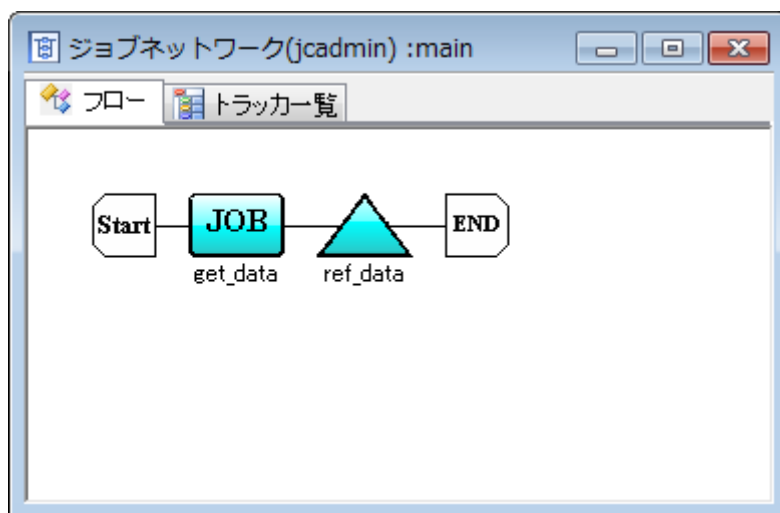 ジョブネットワーク(jcadmin) :main
フロー トラッカ一覧
Start JOB END
get_data ref_data